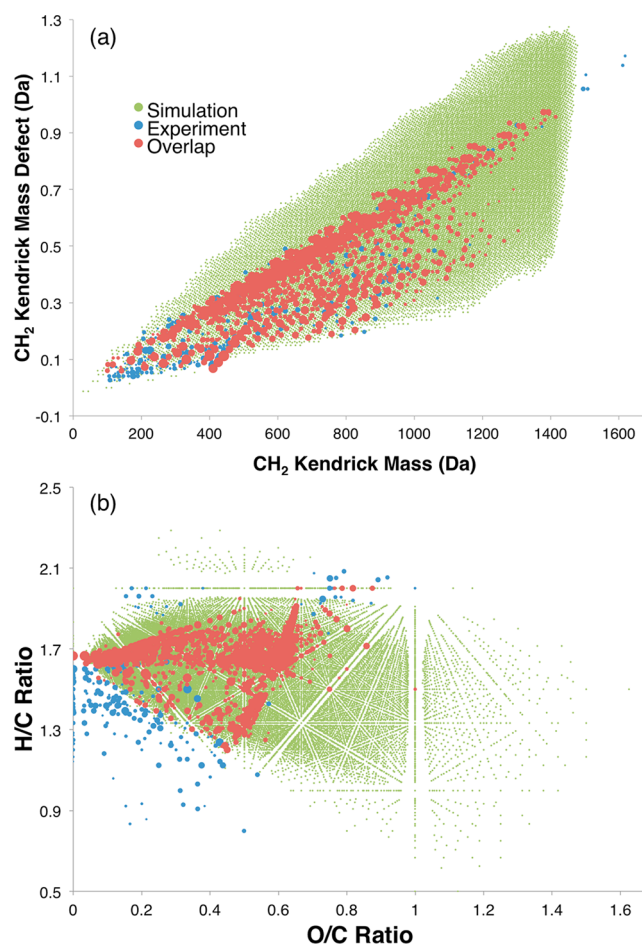 (a)
CH₂ Kendrick Mass Defect (Da)
1.3
1.1
0.9
0.7
0.5
0.3
0.1
-0.1
Simulation
Experiment
Overlap
0 200 400 600 800 1000 1200 1400 1600
CH₂ Kendrick Mass (Da)
(b)
H/C Ratio
2.5
2.1
1.7
1.3
0.9
0.5
0 0.2 0.4 0.6 0.8 1 1.2 1.4 1.6
O/C Ratio